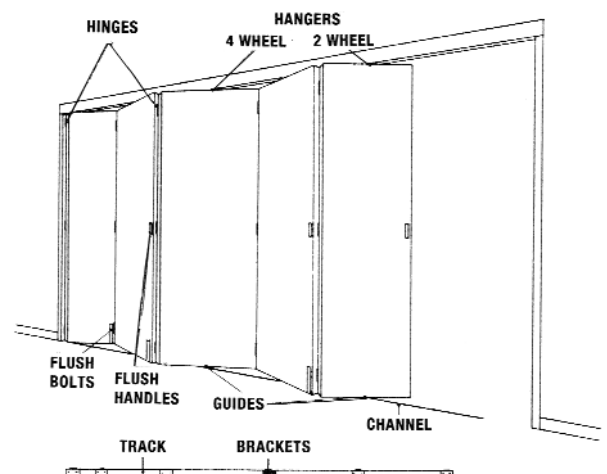 HINGES
HANGERS
4 WHEEL
2 WHEEL
FLUSH
BOLTS
FLUSH
HANDLES
GUIDES
CHANNEL
TRACK
BRACKETS